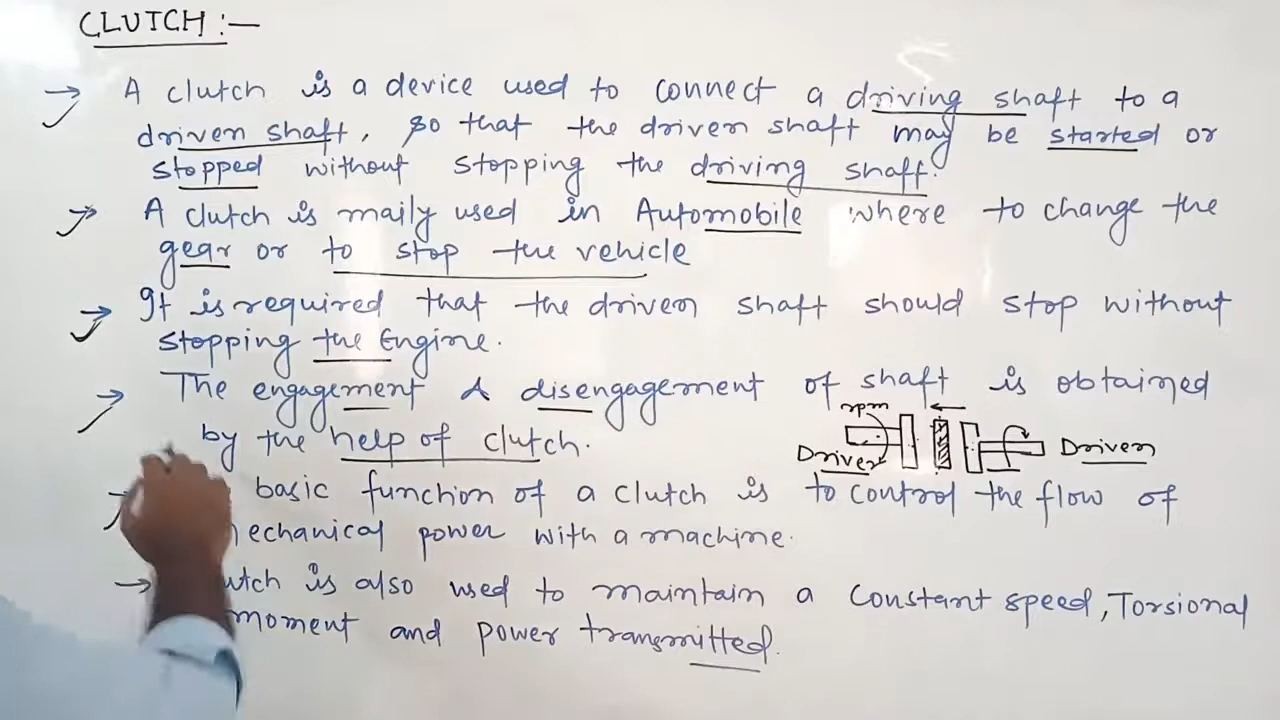 CLUTCH :—
→ A clutch is a device used to connect a driving shaft to a
driven shaft, so that the driven shaft may be started or
stopped without stopping the driving shaft.
→ A clutch is maily used in Automobile where to change the
gear or to stop the vehicle
→ It is required that the driven shaft should stop without
stopping the Engine.
→ The engagement & disengagement of shaft is obtained
by the help of clutch.
rpm
Driver
Driven
basic function of a clutch is to control the flow of
mechanical power with a machine.
→ is also used to maintain a constant speed, Torsional
moment and power transmitted.